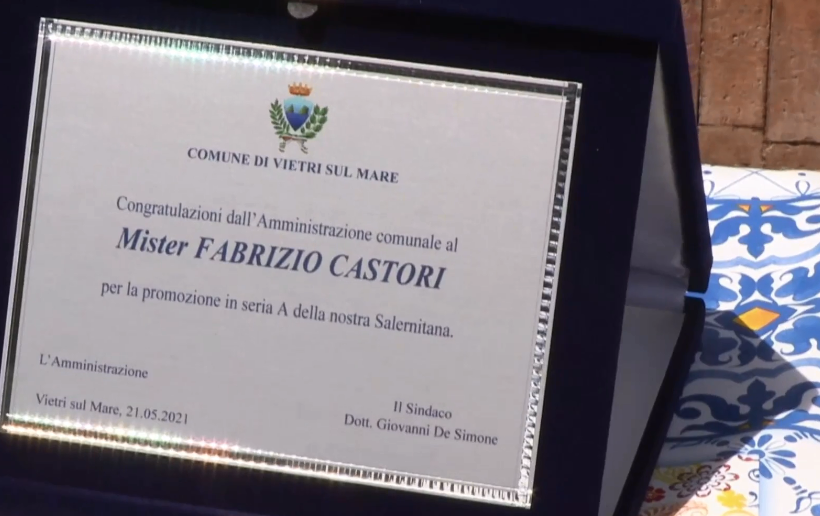 COMUNE DI VIETRI SUL MARE
Congratulazioni dall'Amministrazione comunale al
Mister FABRIZIO CASTORI
per la promozione in seria A della nostra Salernitana.
L'Amministrazione
Vietri sul Mare, 21.05.2021
Il Sindaco
Dott. Giovanni De Simone